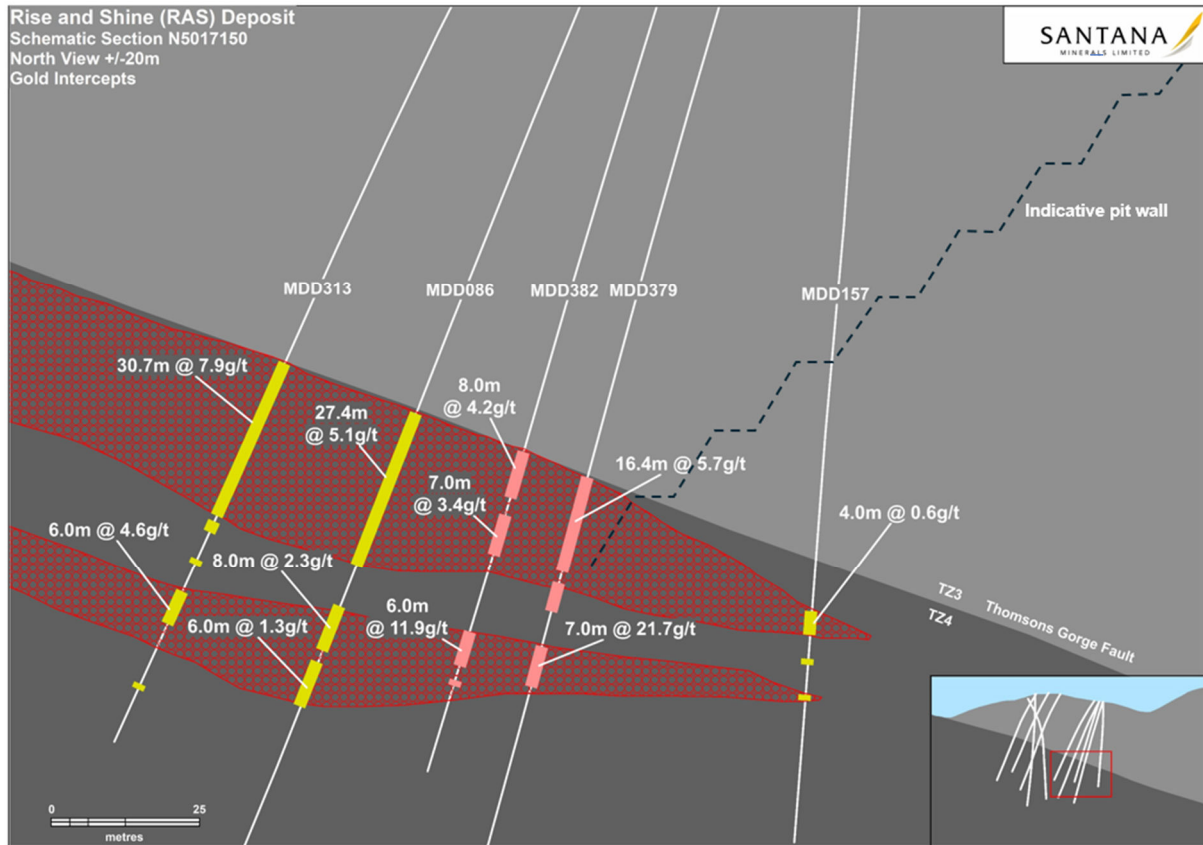 Rise and Shine (RAS) Deposit
Schematic Section N5017150
North View +/-20m
Gold Intercepts
SANTANA
MINERALS LIMITED
Indicative pit wall
MDD313
MDD086
MDD382
MDD379
MDD157
30.7m @ 7.9g/t
27.4m
@ 5.1g/t
8.0m
@ 4.2g/t
7.0m
@ 3.4g/t
16.4m @ 5.7g/t
4.0m @ 0.6g/t
6.0m @ 4.6g/t
8.0m @ 2.3g/t
6.0m @ 1.3g/t
6.0m
@ 11.9g/t
7.0m @ 21.7g/t
TZ3
TZ4
Thomsons Gorge Fault
0
25
metres